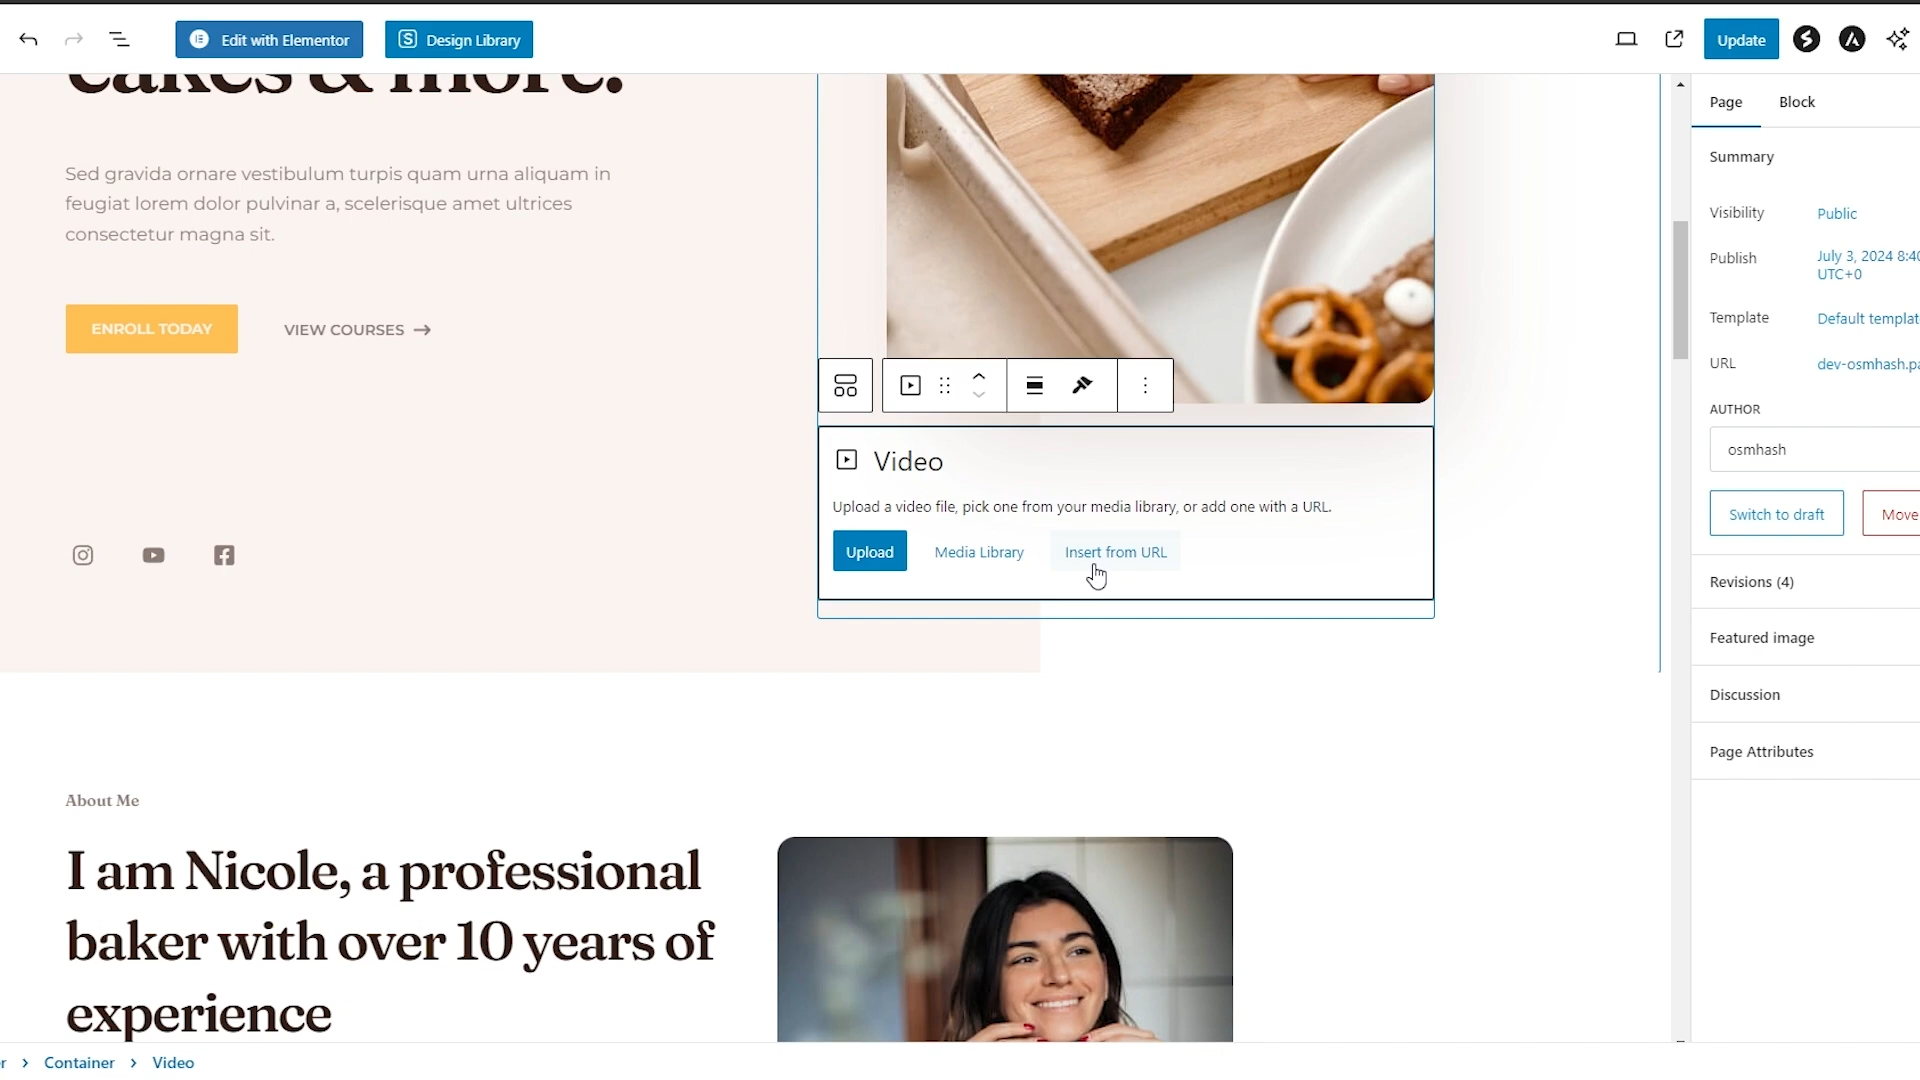 Edit with Elementor
Design Library
Update
cakes & more.
Sed gravida ornare vestibulum turpis quam urna aliquam in
feugiat lorem dolor pulvinar a, scelerisque amet ultrices
consectetur magna sit.
ENROLL TODAY
VIEW COURSES
Video
Upload a video file, pick one from your media library, or add one with a URL.
Upload
Media Library
Insert from URL
About Me
I am Nicole, a professional
baker with over 10 years of
experience
Page
Block
Summary
Visibility
Public
Publish
July 3, 2024 8:40
UTC+0
Template
Default templat
URL
dev-osmhash.pa
AUTHOR
osmhash
Switch to draft
Move
Revisions (4)
Featured image
Discussion
Page Attributes
r > Container > Video